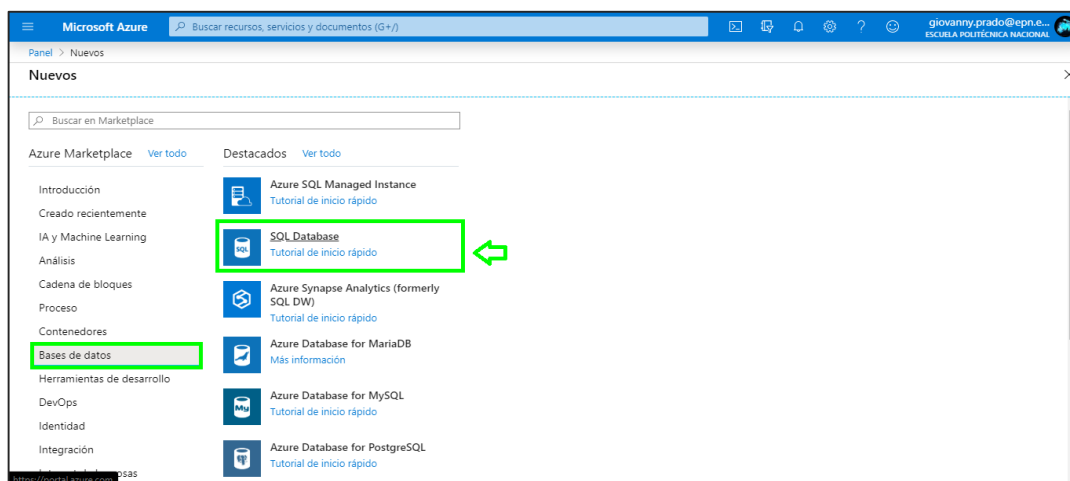 Microsoft Azure
Buscar recursos, servicios y documentos (G+/)
giovanny.prado@epn.e...
ESCUELA POLITÉCNICA NACIONAL
Panel > Nuevos
Nuevos
Buscar en Marketplace
Azure Marketplace Ver todo
Introducción
Creado recientemente
IA y Machine Learning
Análisis
Cadena de bloques
Proceso
Contenedores
Bases de datos
Herramientas de desarrollo
DevOps
Identidad
Integración
https://portal.azure.com
Destacados Ver todo
Azure SQL Managed Instance
Tutorial de inicio rápido
SQL
SQL Database
Tutorial de inicio rápido
Azure Synapse Analytics (formerly
SQL DW)
Tutorial de inicio rápido
Azure Database for MariaDB
Más información
My
Azure Database for MySQL
Tutorial de inicio rápido
Azure Database for PostgreSQL
Tutorial de inicio rápido